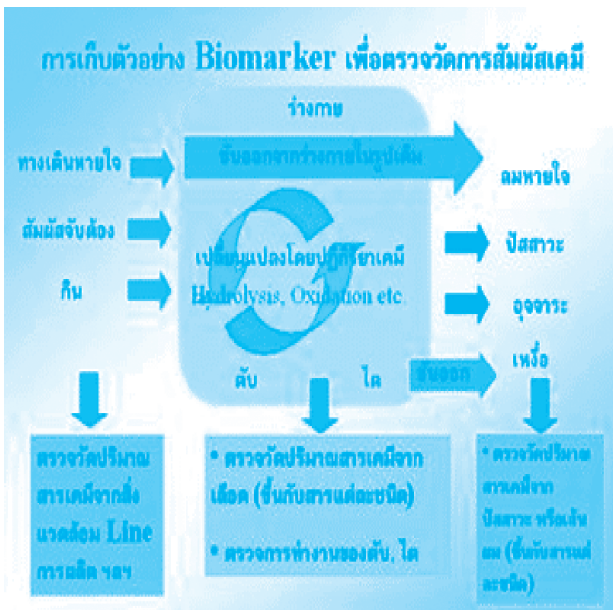 การเก็บตัวอย่าง Biomarker เพื่อตรวจวัดการสัมผัสเคมี
ร่างกาย
ทางเดินหายใจ
ขับออกจากร่างกายในรูปเดิม
ลมหายใจ
สัมผัสจับต้อง
เปลี่ยนแปลงโดยปฏิกิริยาเคมี
ปัสสาวะ
กิน
Hydrolysis, Oxidation etc
อุจจาระ
ตับ
ไต
ขับออก
เหงื่อ
ตรวจวัดปริมาณ
สารเคมีจากสิ่ง
แวดล้อม Line
การผลิต ฯลฯ
• ตรวจวัดปริมาณสารเคมีจาก
เลือด (ขึ้นกับสารแต่ละชนิด)
• ตรวจการทำงานของตับ, ไต
• ตรวจวัดปริมาณ
สารเคมีจาก
ปัสสาวะ หรือเส้น
ผม (ขึ้นกับสารแต่
ละชนิด)